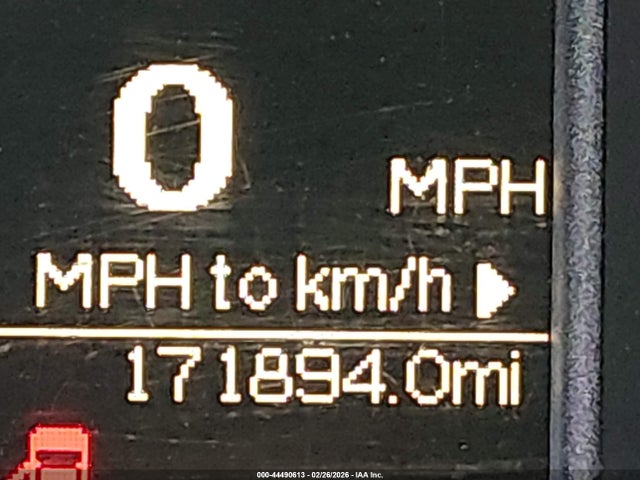 0
MPH
MPH to km/h ▶
171894.0mi
000-44490613 - 02/26/2026 - IAA Inc.